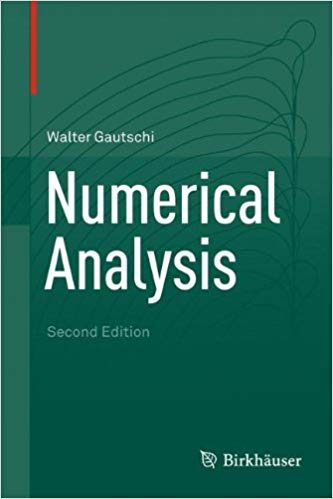 Walter Gautschi
Numerical
Analysis
Second Edition
Birkhäuser